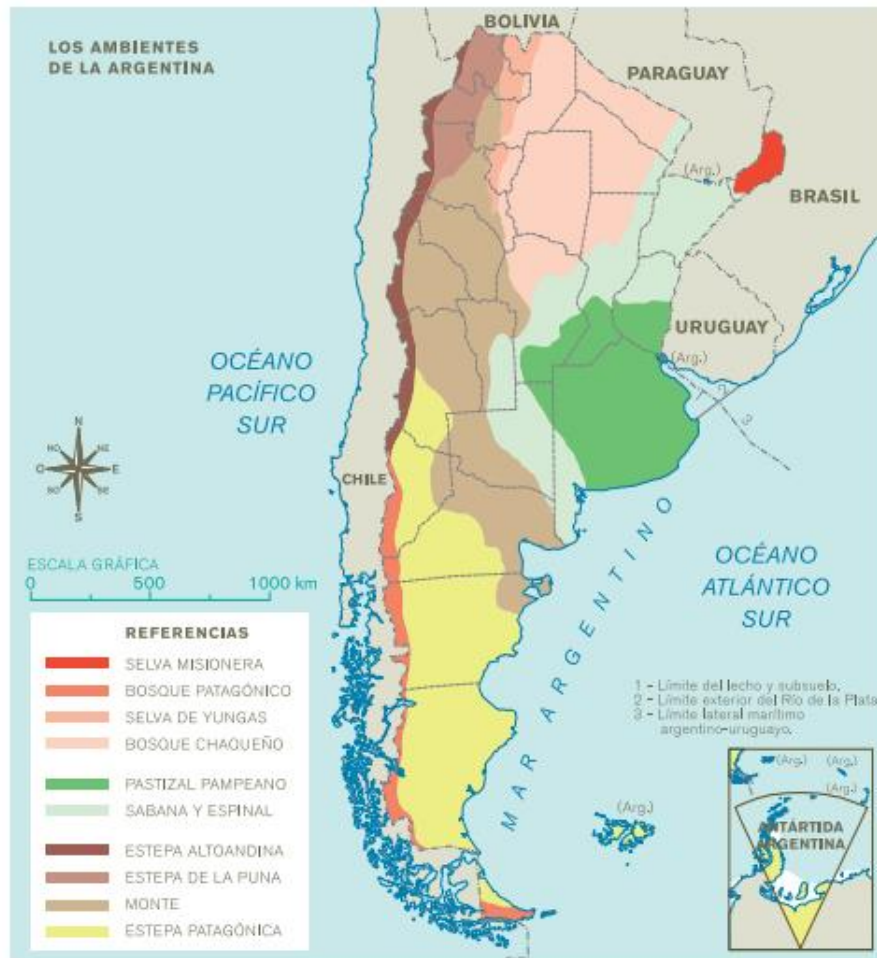 LOS AMBIENTES
DE LA ARGENTINA
BOLIVIA
PARAGUAY
(Arg.)
BRASIL
URUGUAY
(Arg.)
2
3
OCÉANO
PACÍFICO
SUR
N
NO
NE
O
E
SO
SE
S
CHILE
MAR ARGENTINO
OCÉANO
ATLÁNTICO
SUR
ESCALA GRÁFICA
0 500 1000 km
REFERENCIAS
SELVA MISIONERA
BOSQUE PATAGÓNICO
SELVA DE YUNGAS
BOSQUE CHAQUEÑO
PASTIZAL PAMPEANO
SABANA Y ESPINAL
ESTEPA ALTOANDINA
ESTEPA DE LA PUNA
MONTE
ESTEPA PATAGÓNICA
1 - Límite del lecho y subsuelo.
2 - Límite exterior del Río de la Plata
3 - Límite lateral marítimo
argentino-uruguayo.
(Arg.)
(Arg.) (Arg.)
(Arg.)
ANTÁRTIDA
ARGENTINA